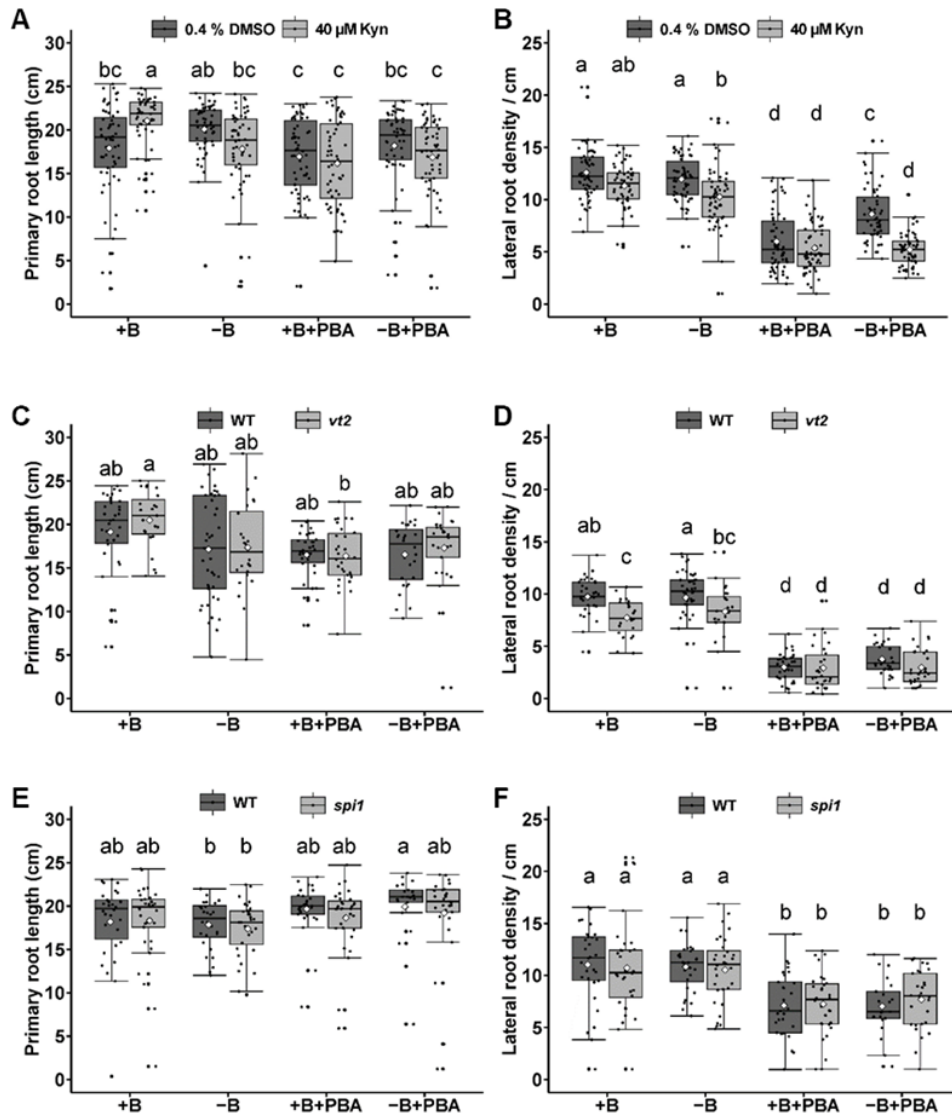 A
0.4 % DMSO 40 µM Kyn
Primary root length (cm)
30
25
20
15
10
5
0
bc a ab bc c c bc c
+B −B +B+PBA −B+PBA
B
0.4 % DMSO 40 µM Kyn
Lateral root density / cm
25
20
15
10
5
0
a ab a b d d c d
+B −B +B+PBA −B+PBA
C
WT vt2
Primary root length (cm)
30
25
20
15
10
5
0
ab a ab ab ab b ab ab
+B −B +B+PBA −B+PBA
D
WT vt2
Lateral root density / cm
25
20
15
10
5
0
ab c a bc d d d d
+B −B +B+PBA −B+PBA
E
WT spi1
Primary root length (cm)
30
25
20
15
10
5
0
ab ab b b ab ab a ab
+B −B +B+PBA −B+PBA
F
WT spi1
Lateral root density / cm
25
20
15
10
5
0
a a a a b b b b
+B −B +B+PBA −B+PBA